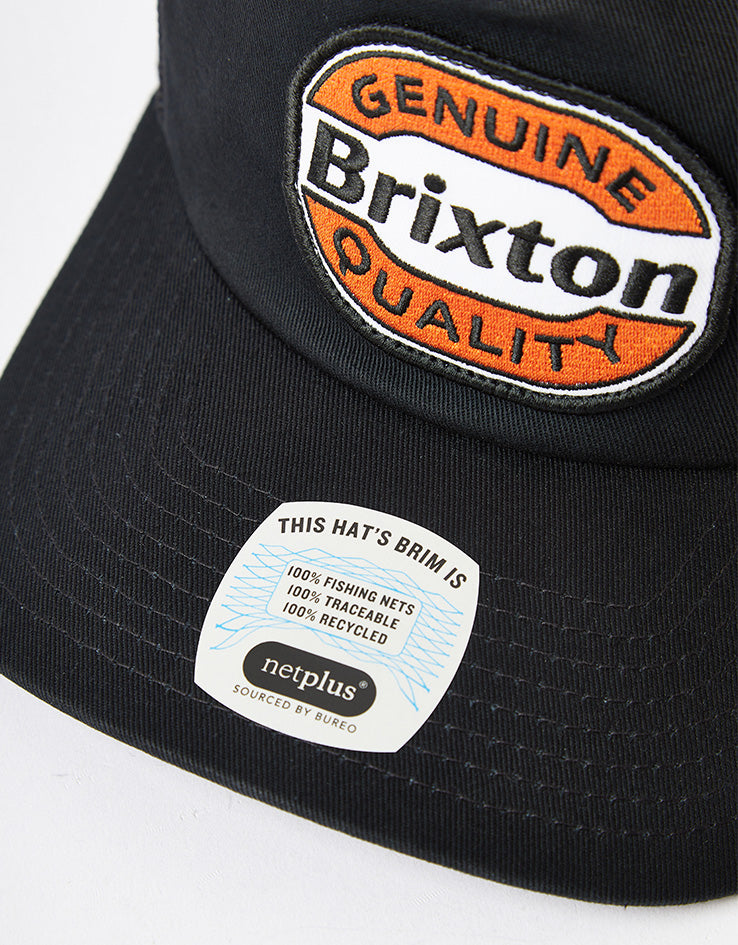 GENUINE
Brixton
QUALITY
THIS HAT'S BRIM IS
100% FISHING NETS
100% TRACEABLE
100% RECYCLED
netplus®
SOURCED BY BUREO